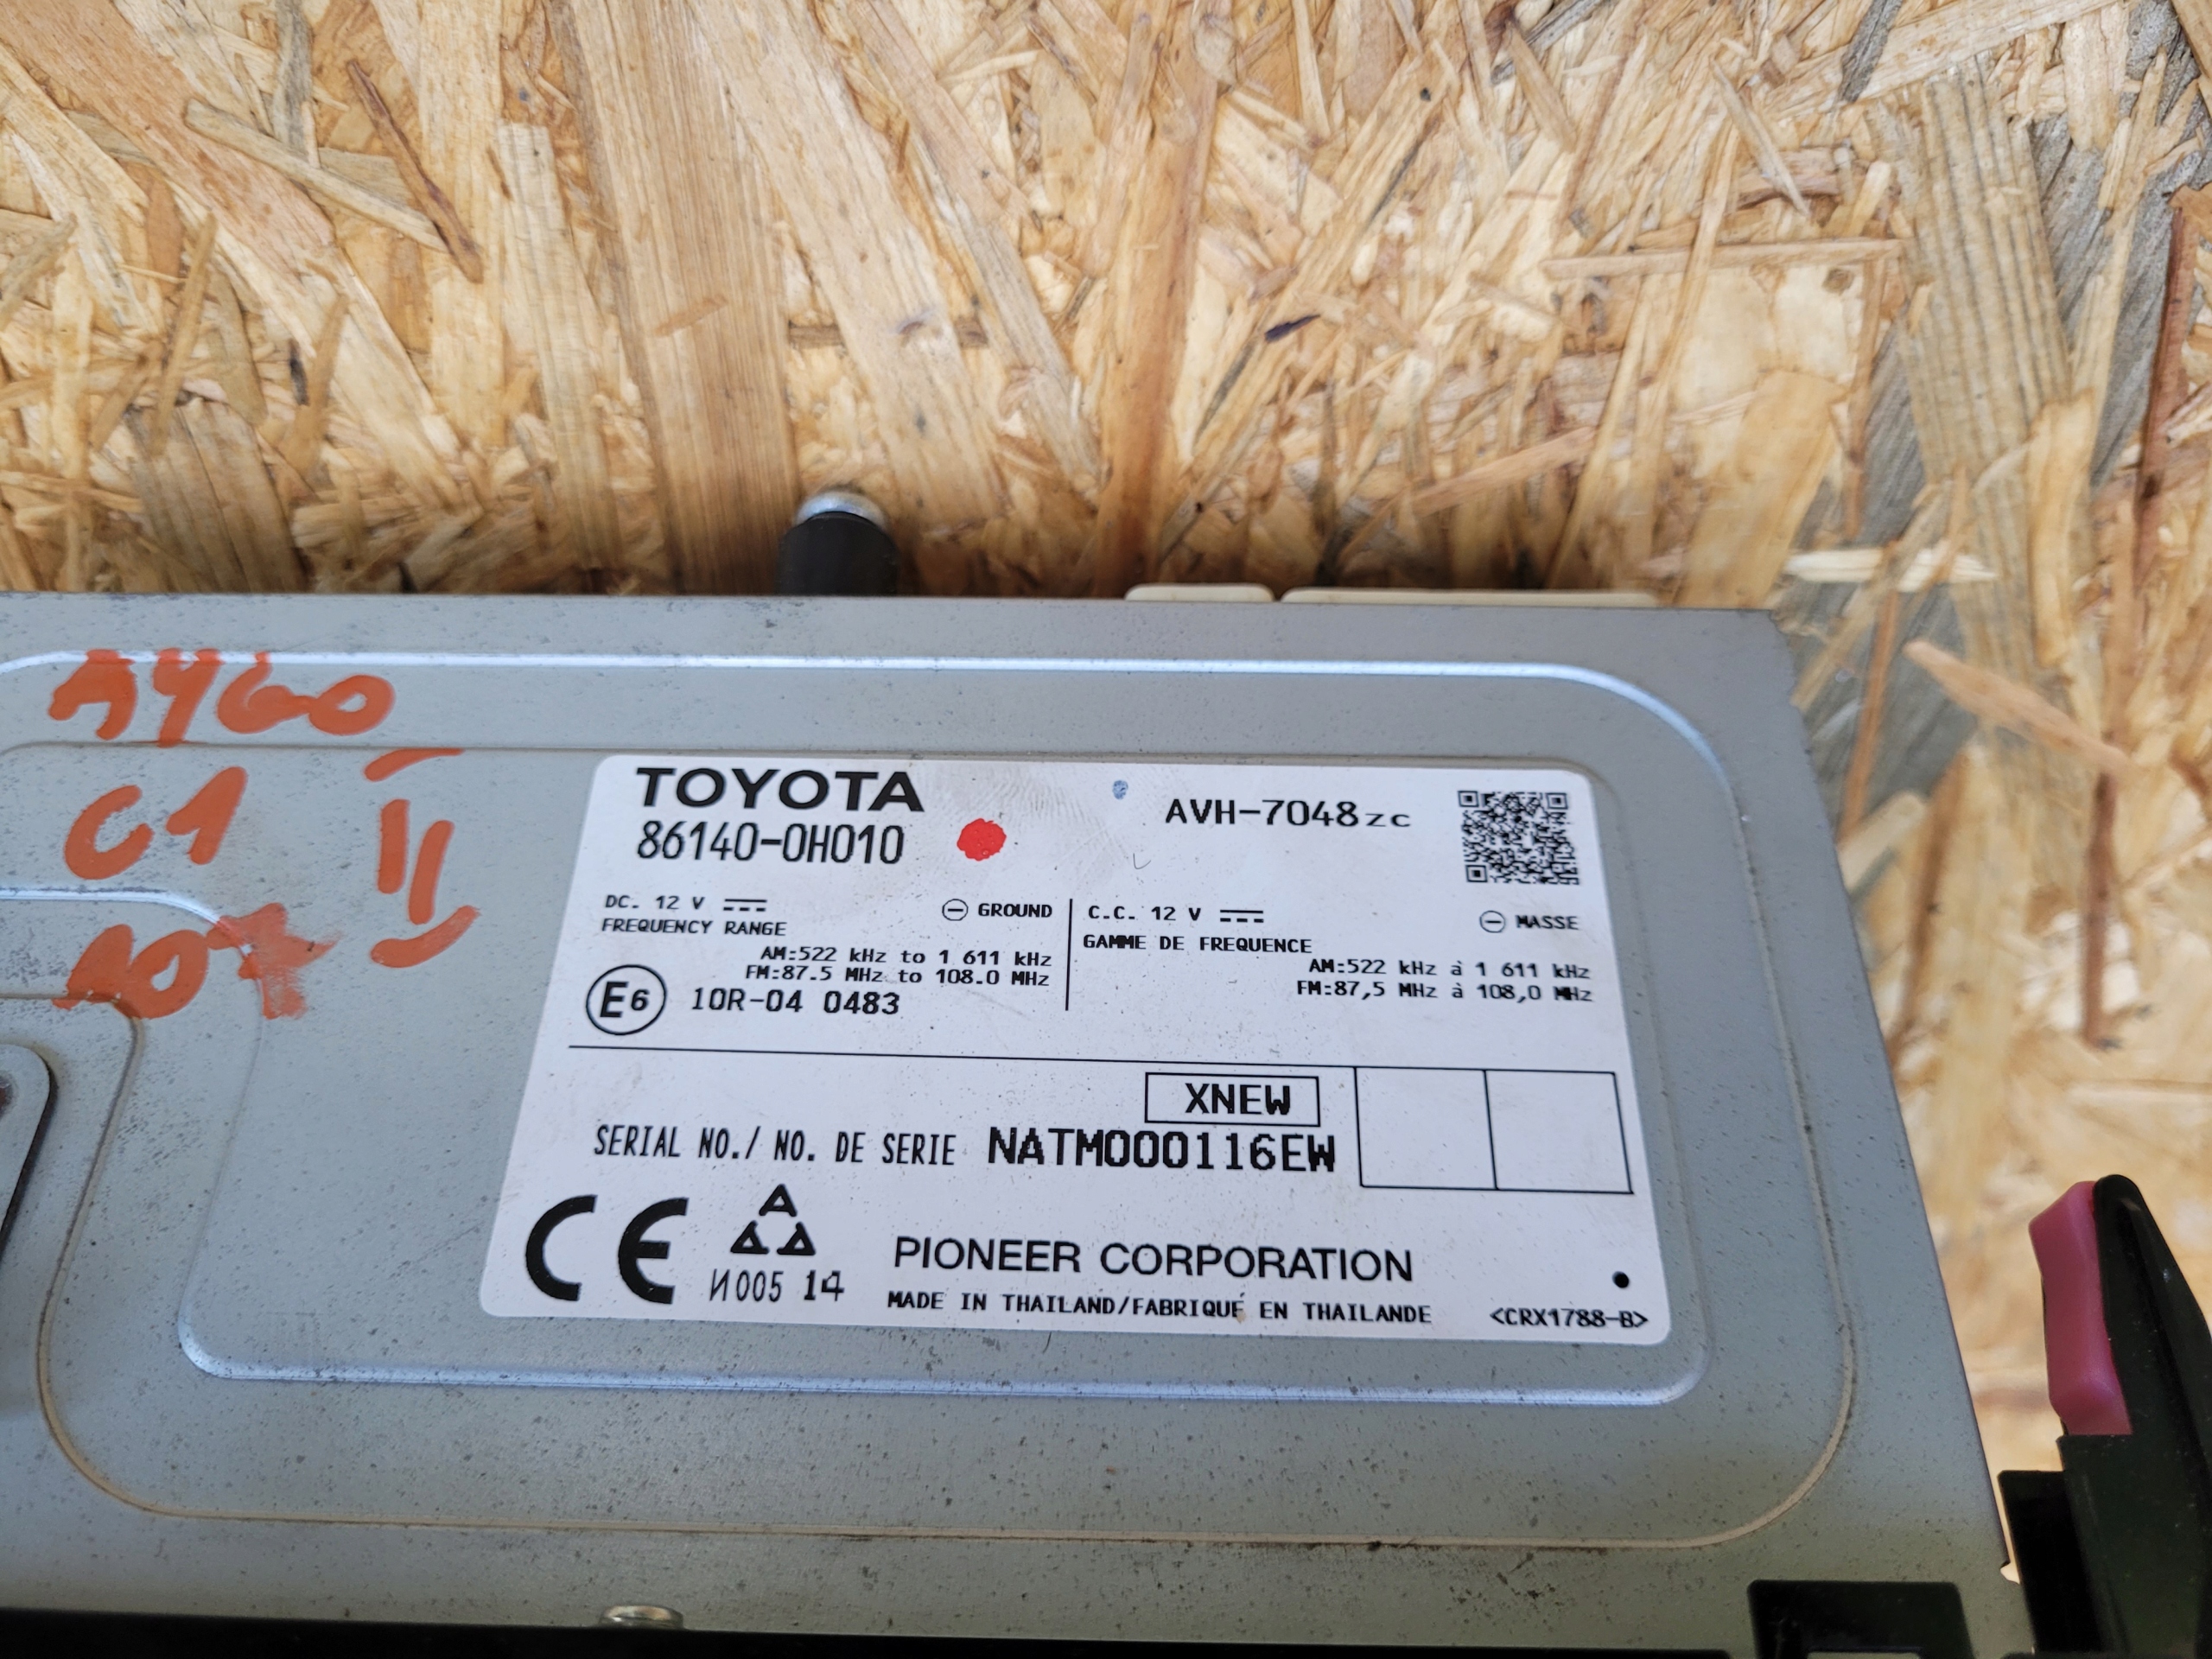 AYGO
C1 II
107
TOYOTA
86140-0H010
AVH-7048zc
DC. 12 V
GROUND
FREQUENCY RANGE
AM:522 kHz to 1 611 kHz
FM:87.5 MHz to 108.0 MHz
C.C. 12 V
MASSE
GAMME DE FREQUENCE
AM:522 kHz à 1 611 kHz
FM:87,5 MHz à 108,0 MHz
E6 10R-04 0483
XNEW
SERIAL NO./ NO. DE SERIE NATM000116EW
CE
И005 14
PIONEER CORPORATION
MADE IN THAILAND/FABRIQUE EN THAILANDE
<CRX1788-B>